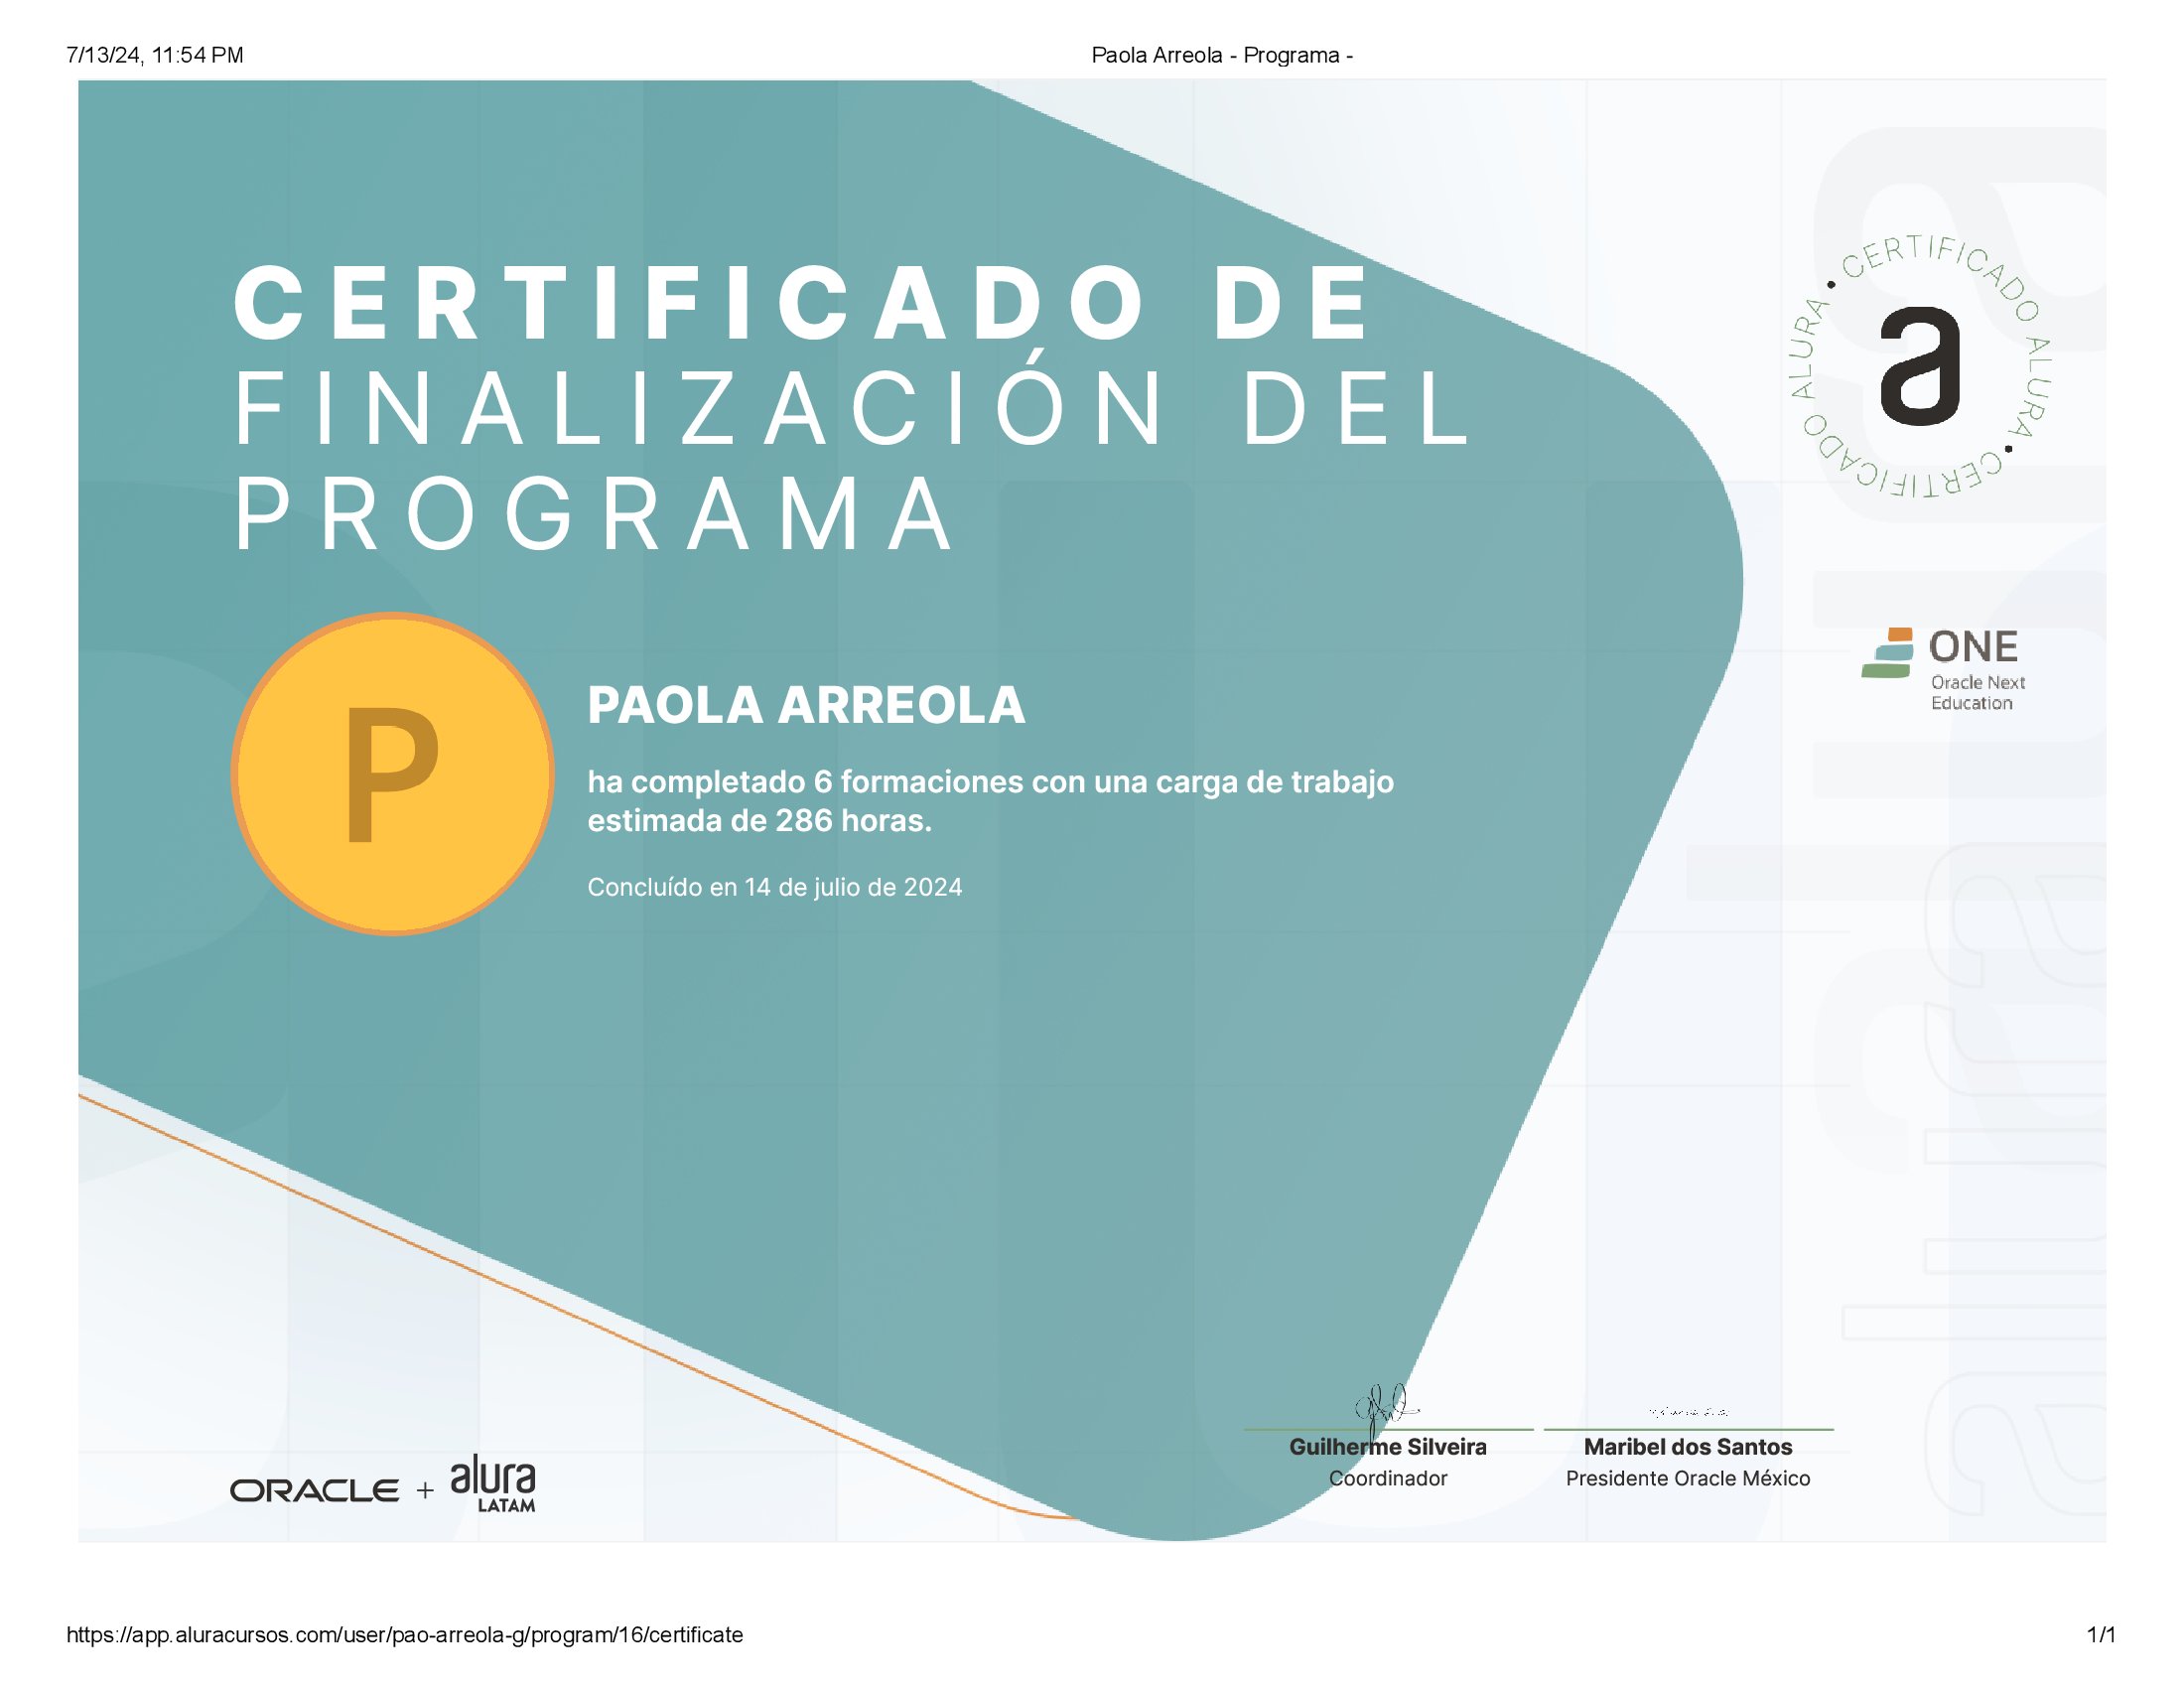 7/13/24, 11:54 PM
Paola Arreola - Programa -
CERTIFICADO DE
FINALIZACIÓN DEL
PROGRAMA
CERTIFICADO ALURA • CERTIFICADO ALURA •
a
ONE
Oracle Next
Education
P
PAOLA ARREOLA
ha completado 6 formaciones con una carga de trabajo
estimada de 286 horas.
Concluído en 14 de julio de 2024
alura
alura
ORACLE + alura
LATAM
Guilherme Silveira
Coordinador
Maribel dos Santos
Presidente Oracle México
https://app.aluracursos.com/user/pao-arreola-g/program/16/certificate
1/1